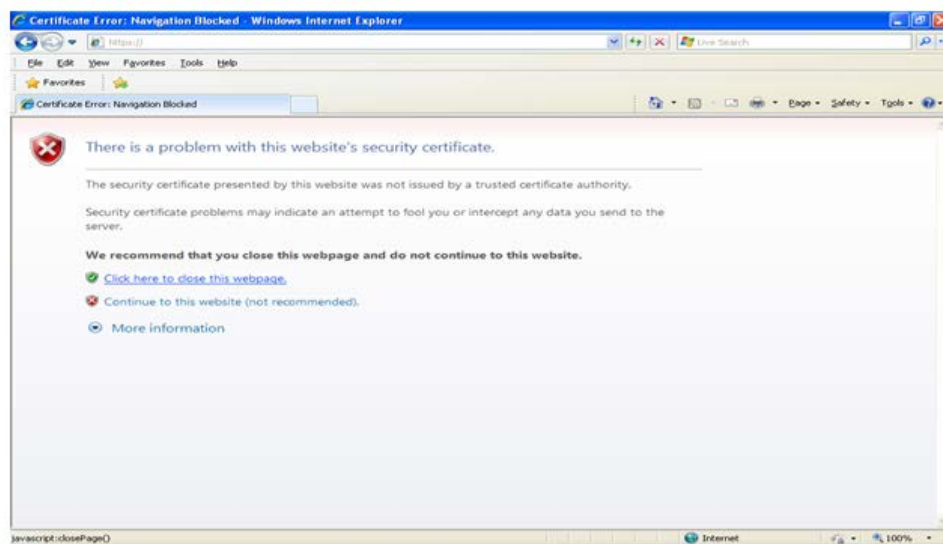 Certificate Error: Navigation Blocked - Windows Internet Explorer
https://
Live Search
File Edit View Favorites Tools Help
Favorites
Certificate Error: Navigation Blocked
Page Safety Tools
There is a problem with this website's security certificate.
The security certificate presented by this website was not issued by a trusted certificate authority.
Security certificate problems may indicate an attempt to fool you or intercept any data you send to the
server.
We recommend that you close this webpage and do not continue to this website.
Click here to close this webpage.
Continue to this website (not recommended).
More information
javascript:closePage()
Internet
100%